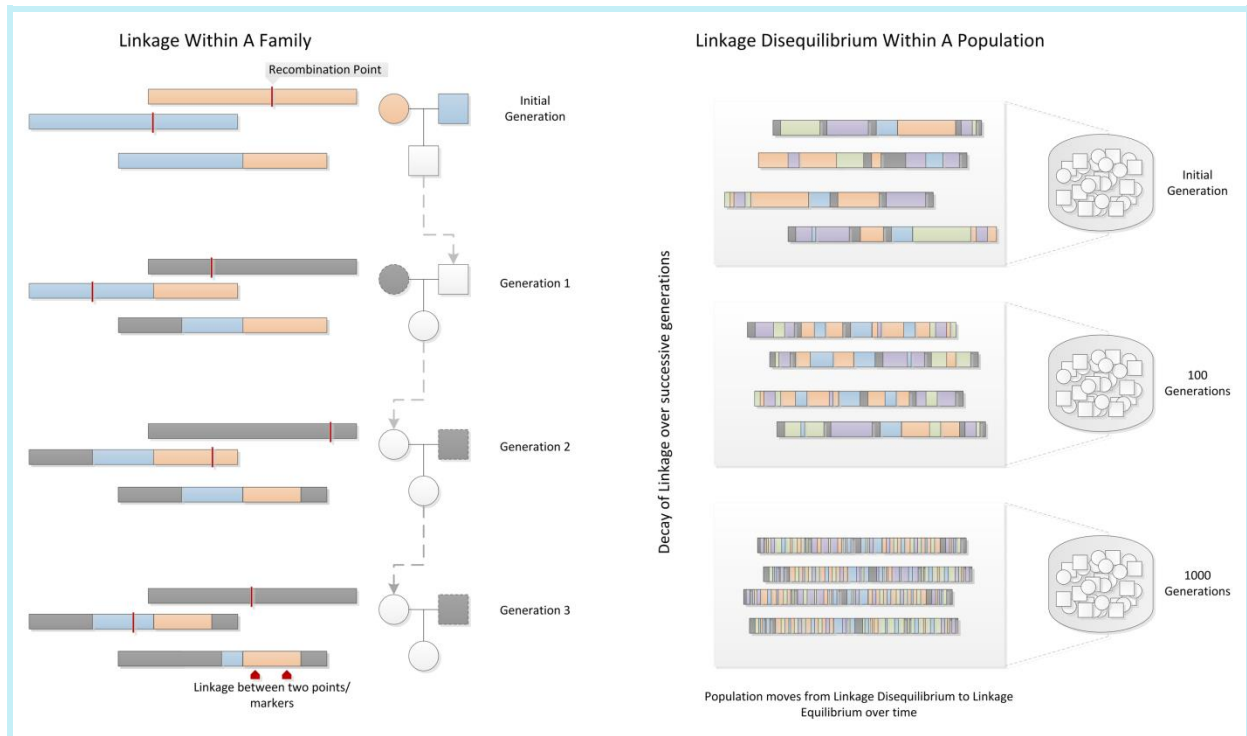 Linkage Within A Family
Recombination Point
Initial
Generation
Generation 1
Generation 2
Generation 3
Linkage between two points/
markers
Linkage Disequilibrium Within A Population
Decay of Linkage over successive generations
Initial
Generation
100
Generations
1000
Generations
Population moves from Linkage Disequilibrium to Linkage
Equilibrium over time